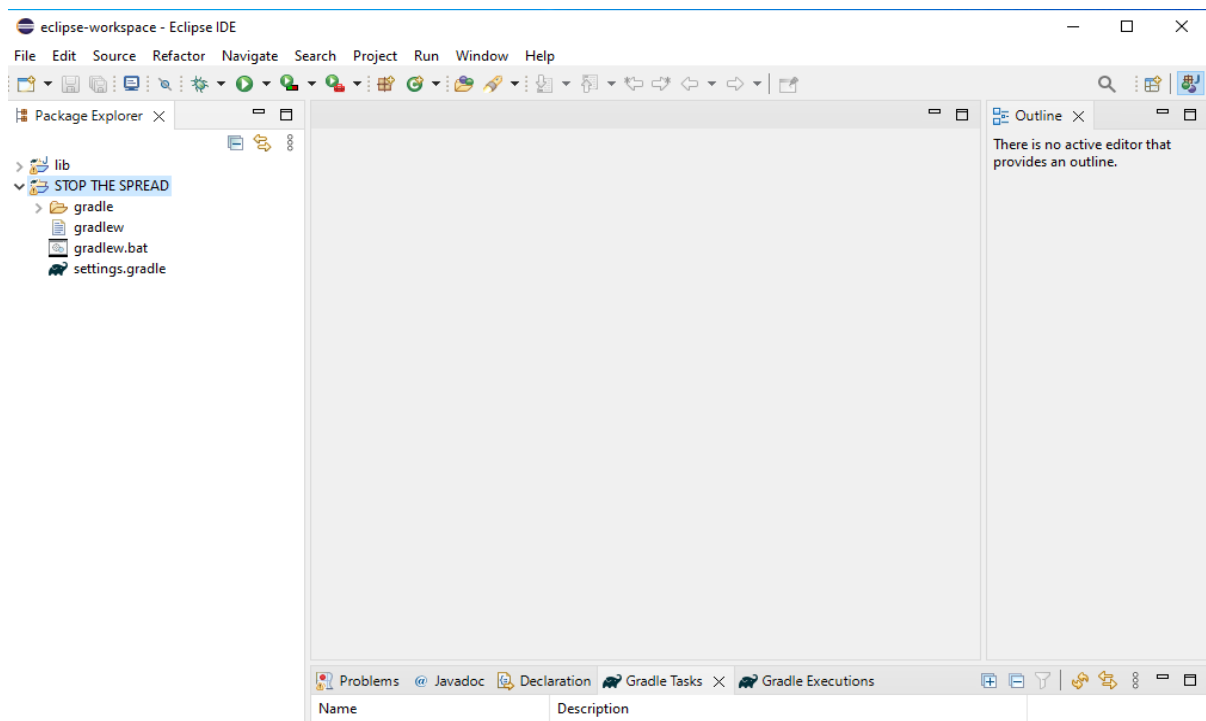 eclipse-workspace - Eclipse IDE
File Edit Source Refactor Navigate Search Project Run Window Help
Package Explorer
Outline
There is no active editor that
provides an outline.
lib
STOP THE SPREAD
gradle
gradlew
gradlew.bat
settings.gradle
Problems @ Javadoc Declaration Gradle Tasks Gradle Executions
Name Description